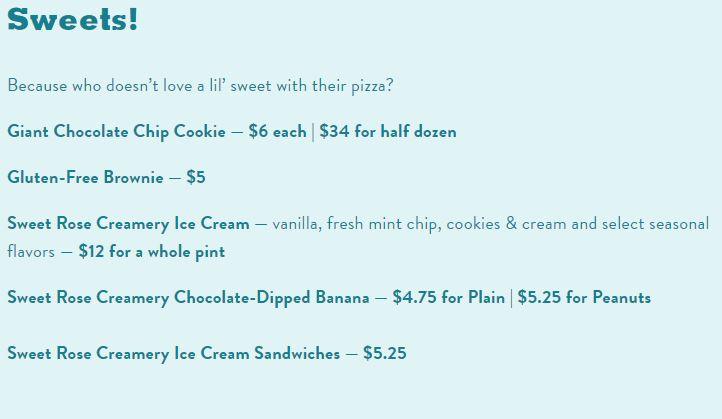 Sweets!
Because who doesn’t love a lil’ sweet with their pizza?
Giant Chocolate Chip Cookie — $6 each | $34 for half dozen
Gluten-Free Brownie — $5
Sweet Rose Creamery Ice Cream — vanilla, fresh mint chip, cookies & cream and select seasonal
flavors — $12 for a whole pint
Sweet Rose Creamery Chocolate-Dipped Banana — $4.75 for Plain | $5.25 for Peanuts
Sweet Rose Creamery Ice Cream Sandwiches — $5.25